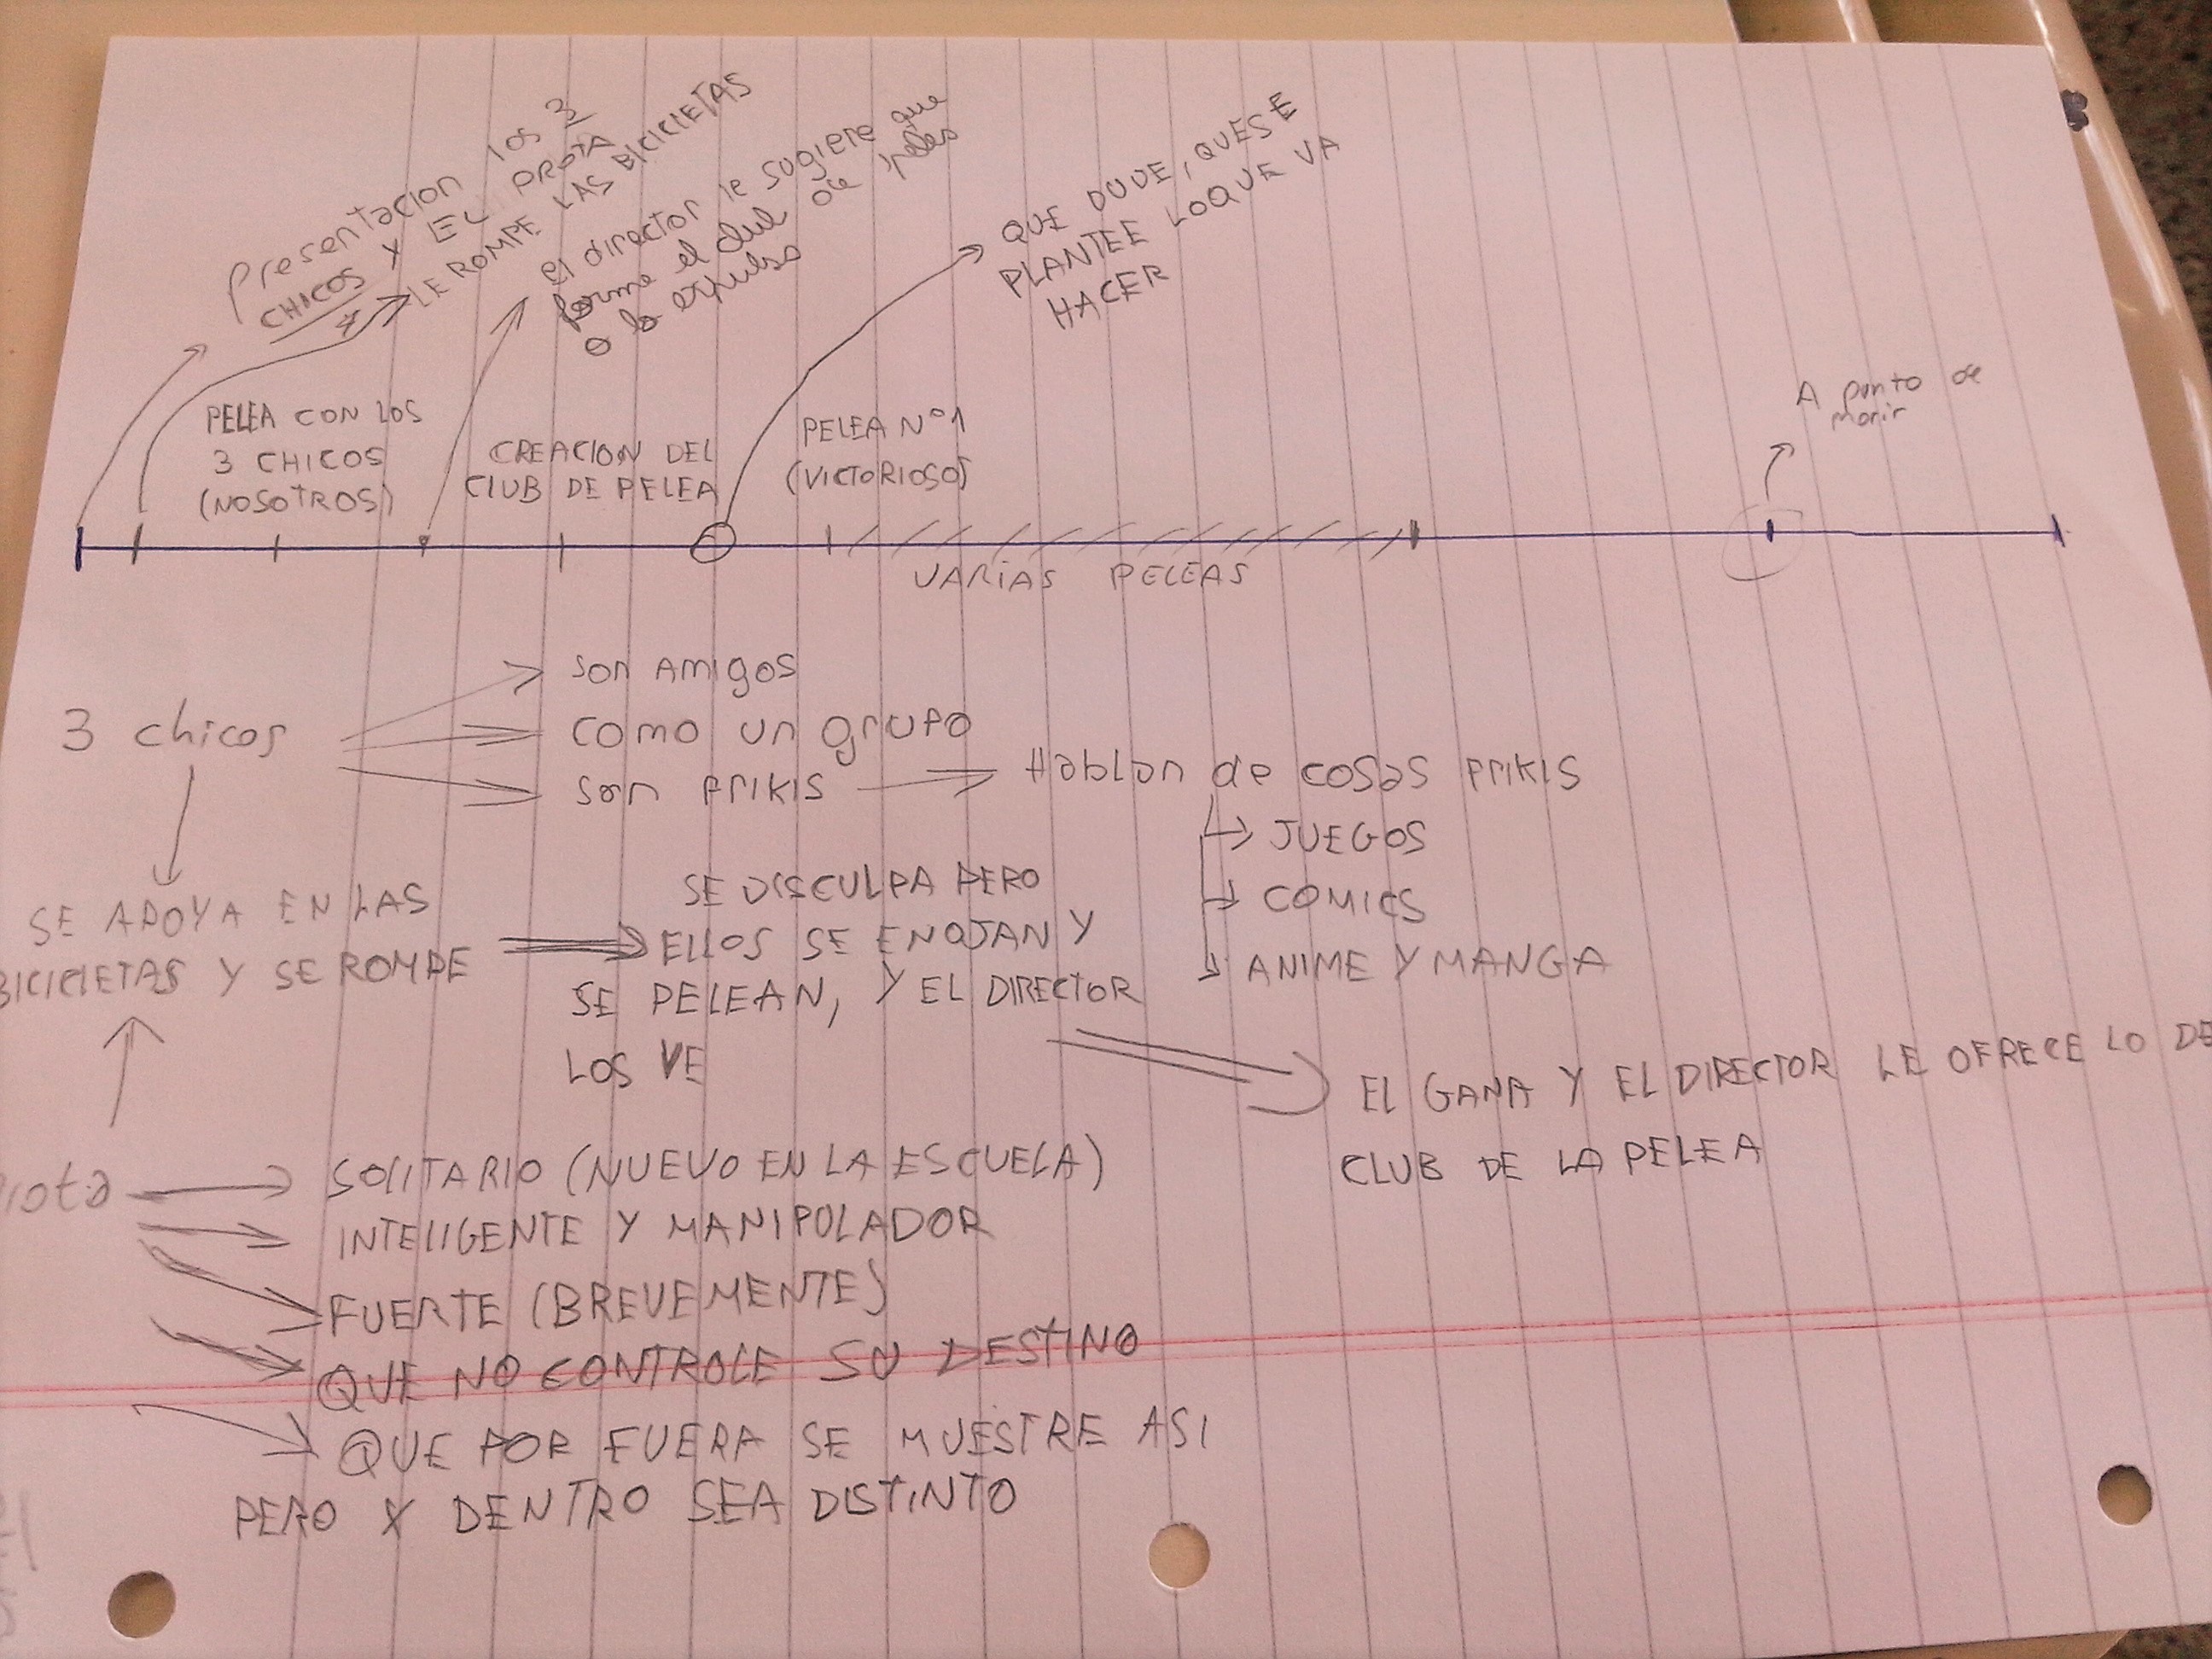 presentacion los 3
CHICOS Y EL PROTA
LE ROMPE LAS BICICLETAS
el director le sugiere que
forme el club de
o lo expulsa
QUE DUDE, QUE SE
PLANTEE LOQUE VA
HACER
A punto de
morir
PELEA CON LOS
3 CHICOS
(NOSOTROS)
CREACION DEL
CLUB DE PELEA
PELEA Nº1
(VICTORIOSO)
VARIAS PELEAS
3 chicos
son Amigos
como un grupo
son FRIKIS
Hablan de cosas FRIKIS
JUEGOS
COMICS
ANIME Y MANGA
SE APOYA EN LAS
BICICLETAS Y SE ROMPE
SE DISCULPA PERO
ELLOS SE ENOJAN Y
SE PELEAN, Y EL DIRECTOR
LOS VE
EL GANA Y EL DIRECTOR LE OFRECE LO DE
CLUB DE LA PELEA
Prota
SOLITARIO (NUEVO EN LA ESCUELA)
INTELIGENTE Y MANIPOLADOR
FUERTE (BREVEMENTE)
QUE NO CONTROLE SU DESTINO
QUE POR FUERA SE MUESTRE ASI
PERO X DENTRO SEA DISTINTO